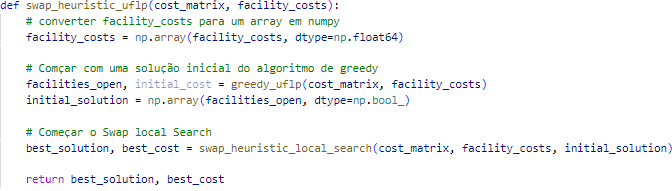 def swap_heuristic_uflp(cost_matrix, facility_costs):
    # converter facility_costs para um array em numpy
    facility_costs = np.array(facility_costs, dtype=np.float64)

    # Comçar com uma solução inicial do algoritmo de greedy
    facilities_open, initial_cost = greedy_uflp(cost_matrix, facility_costs)
    initial_solution = np.array(facilities_open, dtype=np.bool_)

    # Começar o Swap local Search
    best_solution, best_cost = swap_heuristic_local_search(cost_matrix, facility_costs, initial_solution)

    return best_solution, best_cost